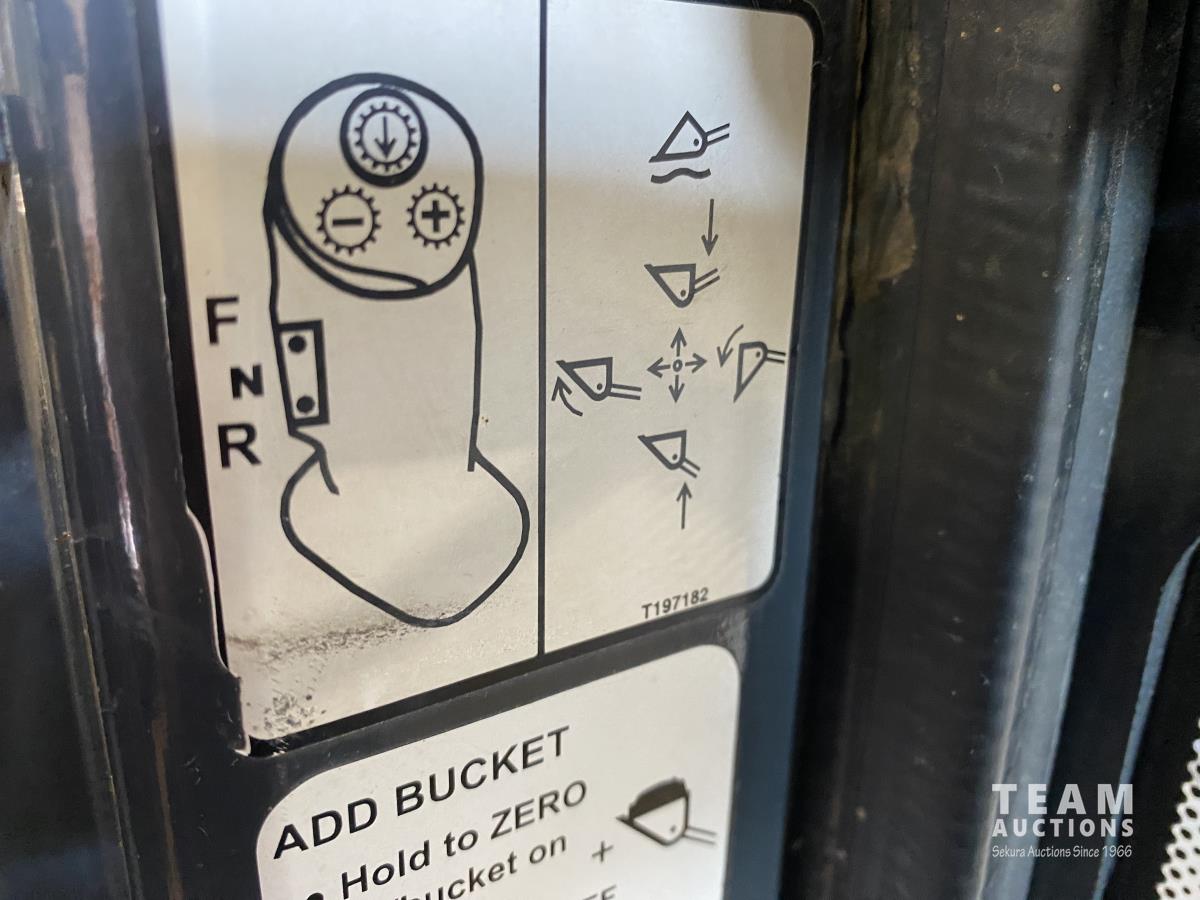 F
N
R
− +
T197182
ADD BUCKET
• Hold to ZERO
bucket on +
TEAM
AUCTIONS
Sekura Auctions Since 1966